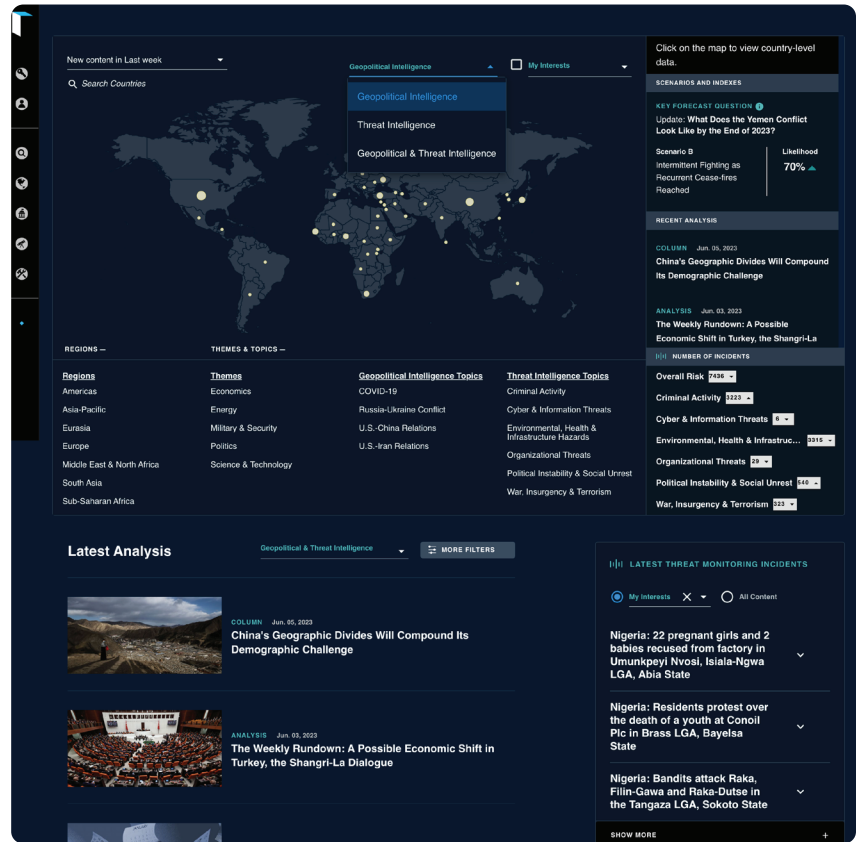 New content in Last week
Search Countries
Geopolitical Intelligence
My Interests
Geopolitical Intelligence
Threat Intelligence
Geopolitical & Threat Intelligence
Click on the map to view country-level
data.
SCENARIOS AND INDEXES
KEY FORECAST QUESTION
Update: What Does the Yemen Conflict
Look Like by the End of 2023?
Scenario B
Intermittent Fighting as
Recurrent Cease-fires
Reached
Likelihood
70%
RECENT ANALYSIS
COLUMN Jun. 05, 2023
China's Geographic Divides Will Compound
Its Demographic Challenge
ANALYSIS Jun. 03, 2023
The Weekly Rundown: A Possible
Economic Shift in Turkey, the Shangri-La
NUMBER OF INCIDENTS
Overall Risk 7436
Criminal Activity 3223
Cyber & Information Threats 6
Environmental, Health & Infrastruc... 3315
Organizational Threats 29
Political Instability & Social Unrest 540
War, Insurgency & Terrorism 323
REGIONS —
THEMES & TOPICS —
Regions
Americas
Asia-Pacific
Eurasia
Europe
Middle East & North Africa
South Asia
Sub-Saharan Africa
Themes
Economics
Energy
Military & Security
Politics
Science & Technology
Geopolitical Intelligence Topics
COVID-19
Russia-Ukraine Conflict
U.S.-China Relations
U.S.-Iran Relations
Threat Intelligence Topics
Criminal Activity
Cyber & Information Threats
Environmental, Health &
Infrastructure Hazards
Organizational Threats
Political Instability & Social Unrest
War, Insurgency & Terrorism
Latest Analysis
Geopolitical & Threat Intelligence
MORE FILTERS
COLUMN Jun. 05, 2023
China's Geographic Divides Will Compound Its
Demographic Challenge
ANALYSIS Jun. 03, 2023
The Weekly Rundown: A Possible Economic Shift in
Turkey, the Shangri-La Dialogue
LATEST THREAT MONITORING INCIDENTS
My Interests
All Content
Nigeria: 22 pregnant girls and 2
babies recused from factory in
Umunkpeyi Nvosi, Isiala-Ngwa
LGA, Abia State
Nigeria: Residents protest over
the death of a youth at Conoil
Plc in Brass LGA, Bayelsa
State
Nigeria: Bandits attack Raka,
Filin-Gawa and Raka-Dutse in
the Tangaza LGA, Sokoto State
SHOW MORE +